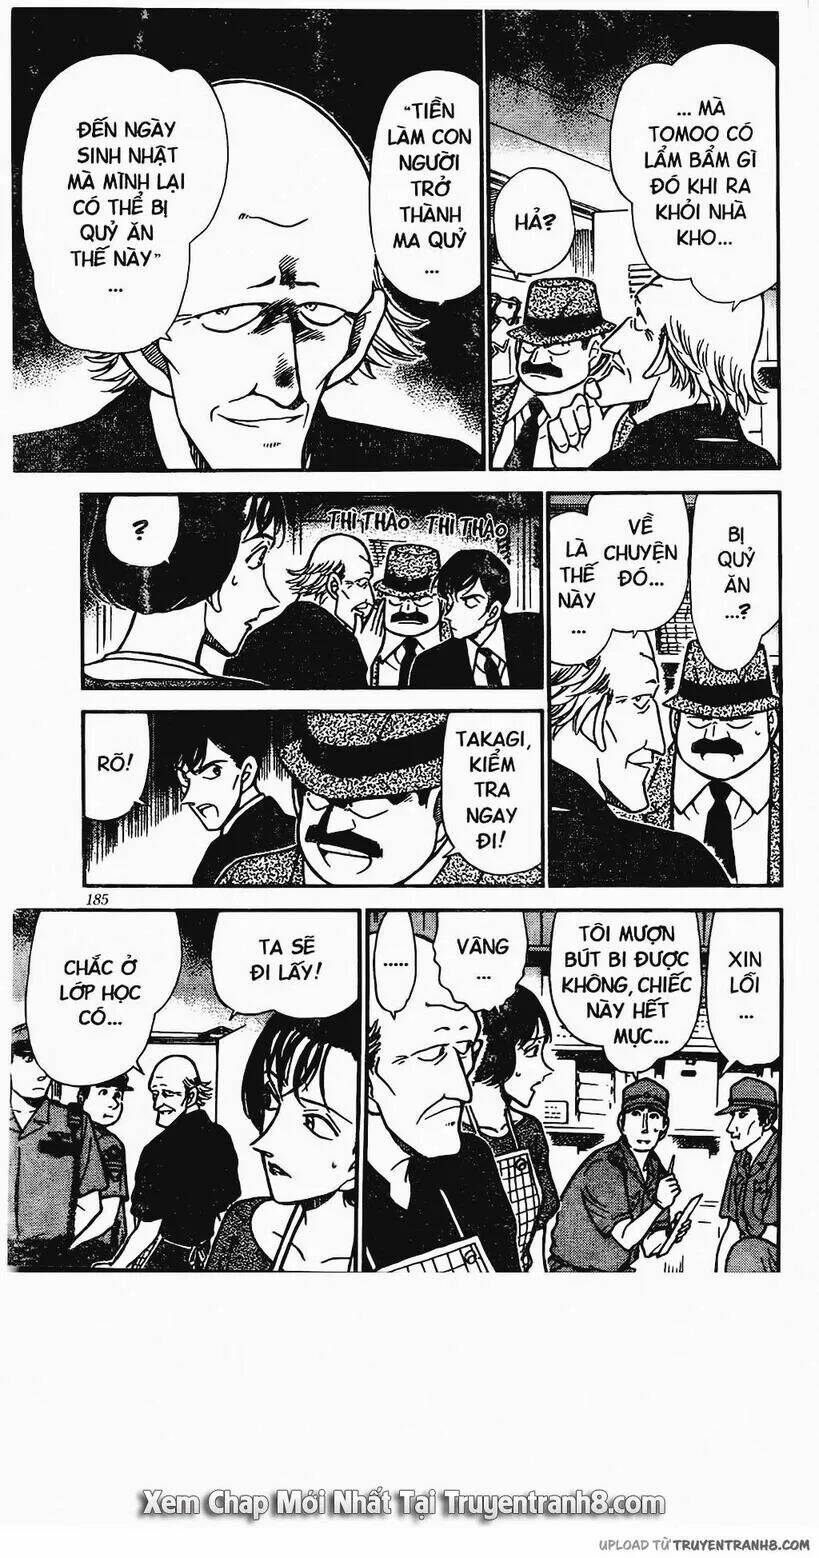 ... MÀ
TOMOO CÓ
LẨM BẨM GÌ
ĐÓ KHI RA
KHỎI NHÀ
KHO...
HẢ?
"TIỀN
LÀM CON
NGƯỜI
TRỞ
THÀNH
MA QUỶ
...
ĐẾN NGÀY
SINH NHẬT
MÀ MÌNH LẠI
CÓ THỂ BỊ
QUỶ ĂN
THẾ NÀY"
...
BỊ
QUỶ
ĂN
...?
VỀ
CHUYỆN
ĐÓ...
LÀ
THẾ
NÀY
...
THÌ THÀO THÌ THÀO
?
TAKAGI,
KIỂM
TRA
NGAY
ĐI!
RÕ!
185
XIN
LỖI
...
TÔI MƯỢN
BÚT BI ĐƯỢC
KHÔNG, CHIẾC
NÀY HẾT
MỰC...
VÂNG
...
.....
TA SẼ
ĐI LẤY!
CHẮC Ở
LỚP HỌC
CÓ...
Xem Chap Mới Nhất Tại Truyentranh8.com
UPLOAD TỪ TRUYENTRANH8.COM